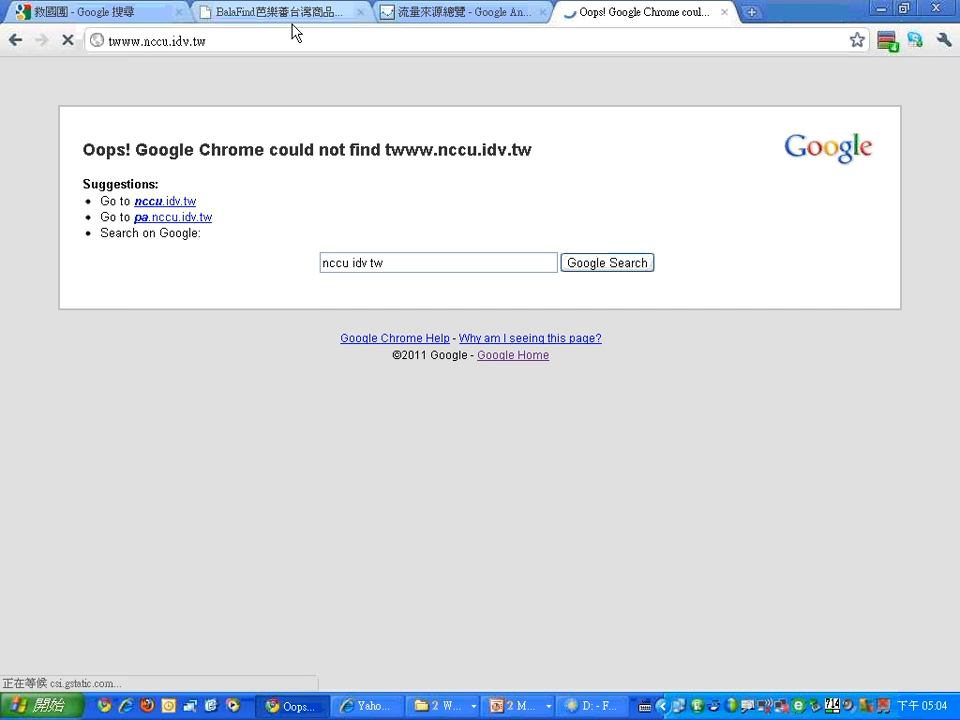 救國團 - Google 搜尋
BalaFind芭樂番台灣商品...
流量來源總覽 - Google An...
Oops! Google Chrome coul...
twww.nccu.idv.tw
Google
Oops! Google Chrome could not find twww.nccu.idv.tw
Suggestions:
Go to nccu.idv.tw
Go to pa.nccu.idv.tw
Search on Google:
nccu idv tw
Google Search
Google Chrome Help - Why am I seeing this page?
©2011 Google - Google Home
正在等候 csi.gstatic.com...
開始
Oops...
Yaho...
2 W...
2 M...
D: - F...
714
下午 05:04